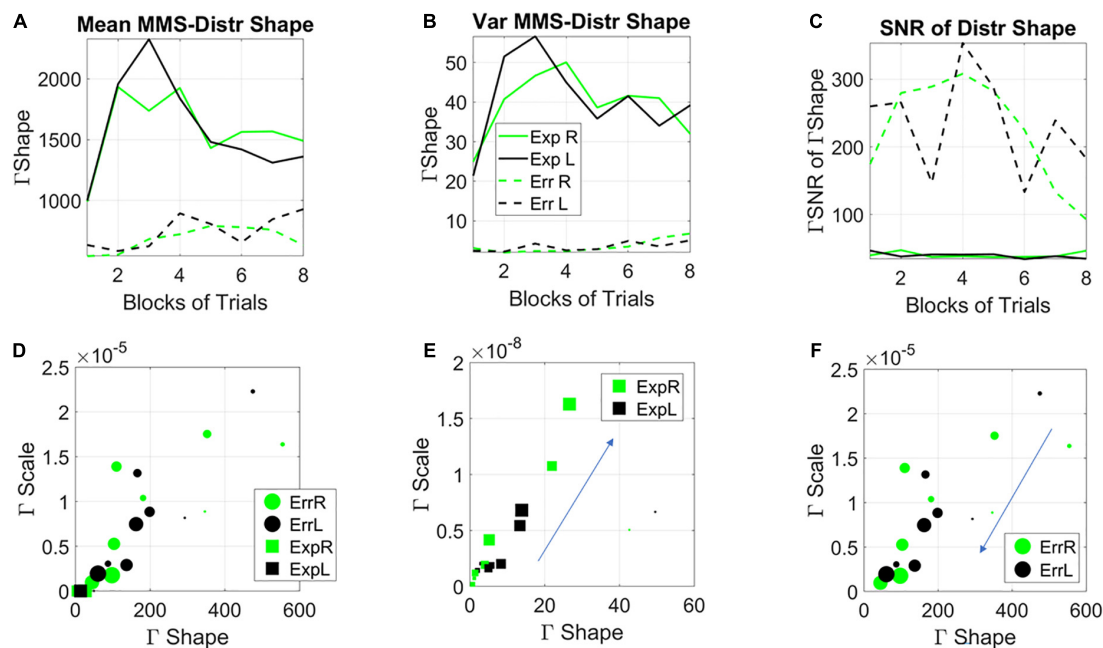 A
Mean MMS-Distr Shape
ΓShape
2000
1500
1000
2 4 6 8
Blocks of Trials
B
Var MMS-Distr Shape
ΓShape
50
40
30
20
10
Exp R
Exp L
Err R
Err L
2 4 6 8
Blocks of Trials
C
SNR of Distr Shape
ΓSNR of ΓShape
300
200
100
2 4 6 8
Blocks of Trials
D
×10-5
Γ Scale
2.5
2
1.5
1
0.5
0
ErrR
ErrL
ExpR
ExpL
0 200 400 600
Γ Shape
E
×10-8
Γ Scale
2
1.5
1
0.5
0
ExpR
ExpL
0 20 40 60
Γ Shape
F
×10-5
Γ Scale
2.5
2
1.5
1
0.5
0
ErrR
ErrL
0 200 400 600
Γ Shape